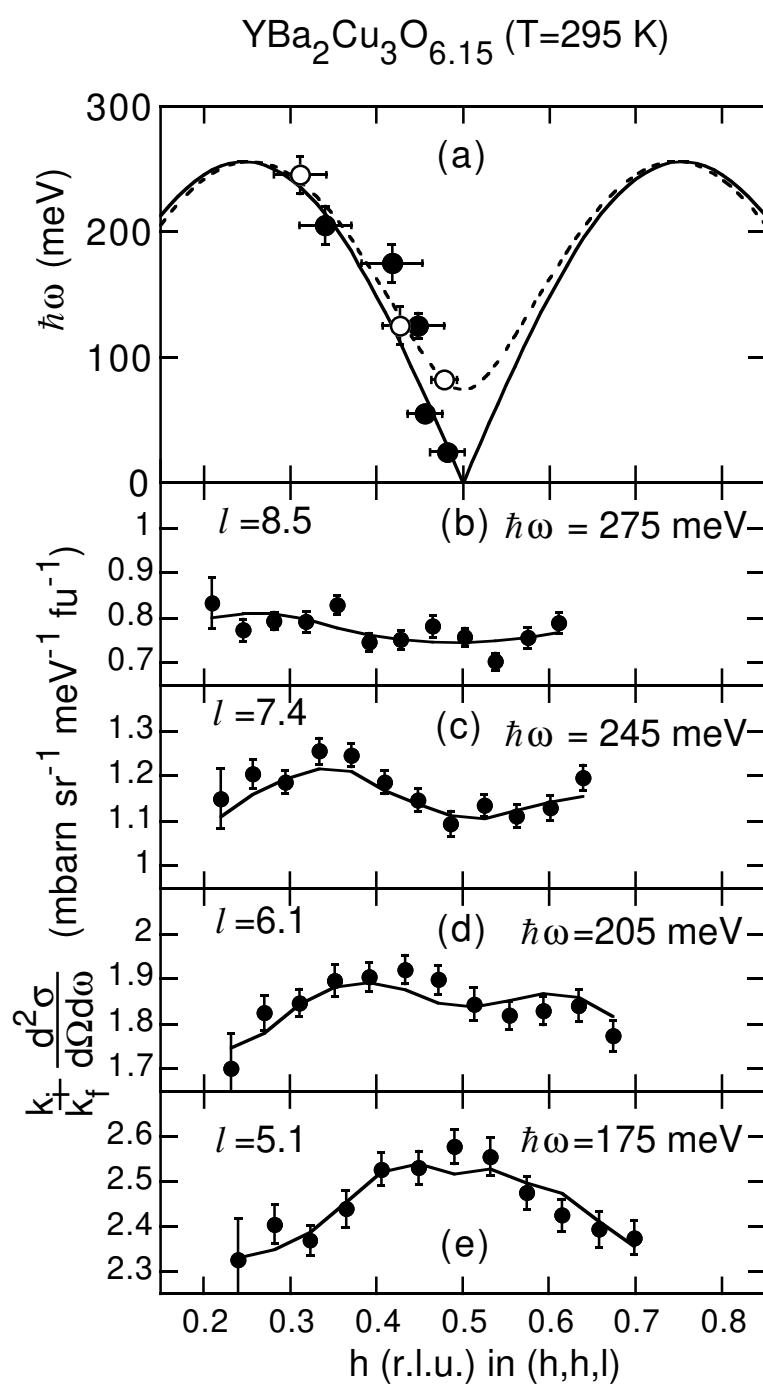 YBa₂Cu₃O₆.₁₅ (T=295 K)
300
200
100
0
ħω (meV)
(a)
l=8.5
(b)
ħω = 275 meV
1
0.9
0.8
0.7
l=7.4
(c)
ħω = 245 meV
1.3
1.2
1.1
1
l=6.1
(d)
ħω=205 meV
2
1.9
1.8
1.7
l=5.1
ħω=175 meV
(e)
2.6
2.5
2.4
2.3
d²σ
dΩdω
(mbarn sr⁻¹ meV⁻¹ fu⁻¹)
0.2 0.3 0.4 0.5 0.6 0.7 0.8
h (r.l.u.) in (h,h,l)